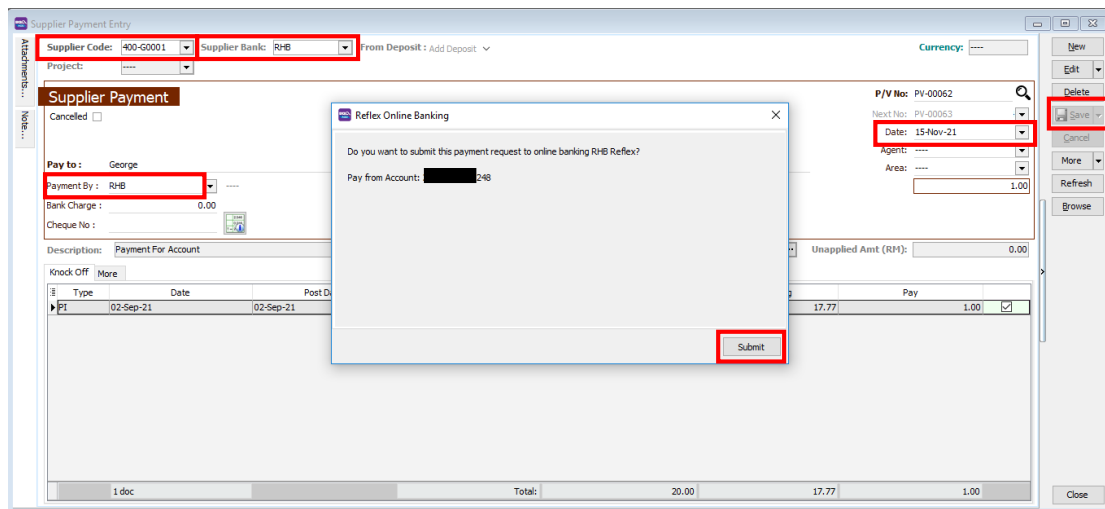 Supplier Payment Entry
Attachments...
Note...
Supplier Code: 400-G0001 Supplier Bank: RHB From Deposit : Add Deposit Currency: ----
Project: ----
Supplier Payment
Cancelled
P/V No: PV-00062
Next No: PV-00063
Date: 15-Nov-21
Agent: ----
Area: ----
1.00
Pay to : George
Payment By : RHB ----
Bank Charge : 0.00
Cheque No :
Description: Payment For Account
Unapplied Amt (RM): 0.00
Reflex Online Banking
Do you want to submit this payment request to online banking RHB Reflex?
Pay from Account: 248
Submit
Knock Off More
Type Date Post D Pay
PI 02-Sep-21 02-Sep-21 17.77 1.00
1 doc Total: 20.00 17.77 1.00
New
Edit
Delete
Save
Cancel
More
Refresh
Browse
Close